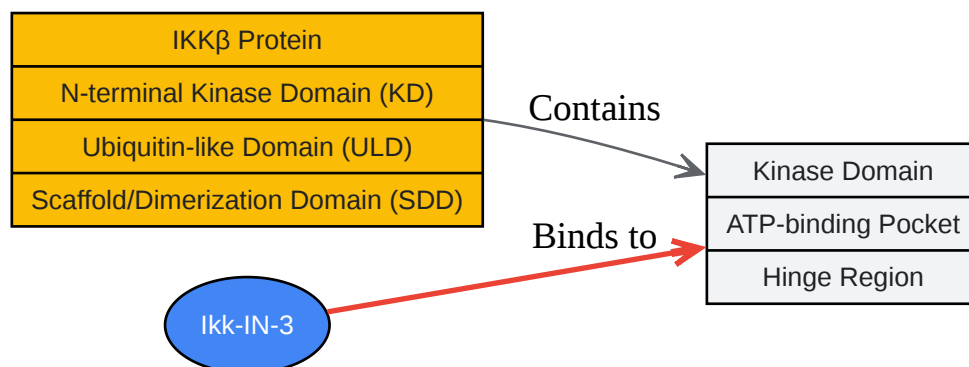 IKKβ Protein
N-terminal Kinase Domain (KD)
Ubiquitin-like Domain (ULD)
Scaffold/Dimerization Domain (SDD)
Contains
Kinase Domain
ATP-binding Pocket
Hinge Region
Binds to
Ikk-IN-3